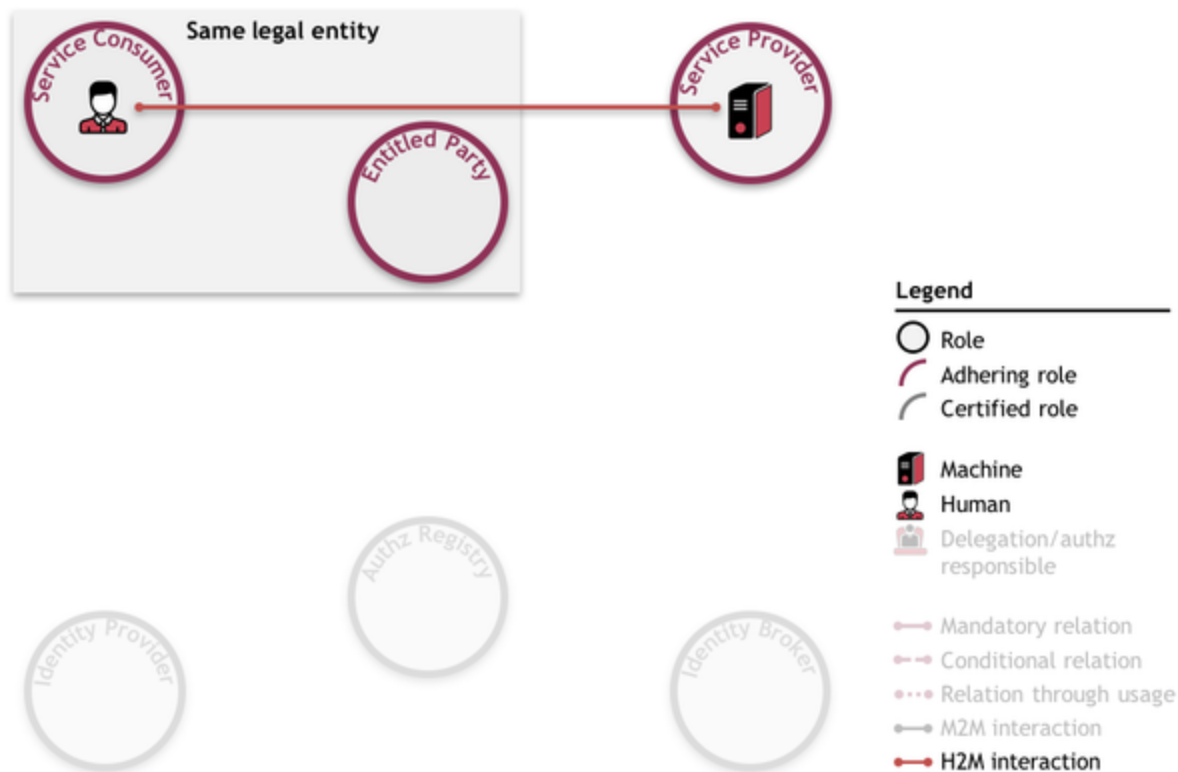 Same legal entity
Service Consumer
Service Provider
Entitled Party
Legend
Role
Adhering role
Certified role
Machine
Human
Delegation/authz
responsible
Authz Registry
Identity Provider
Identity Broker
Mandatory relation
Conditional relation
Relation through usage
M2M interaction
H2M interaction